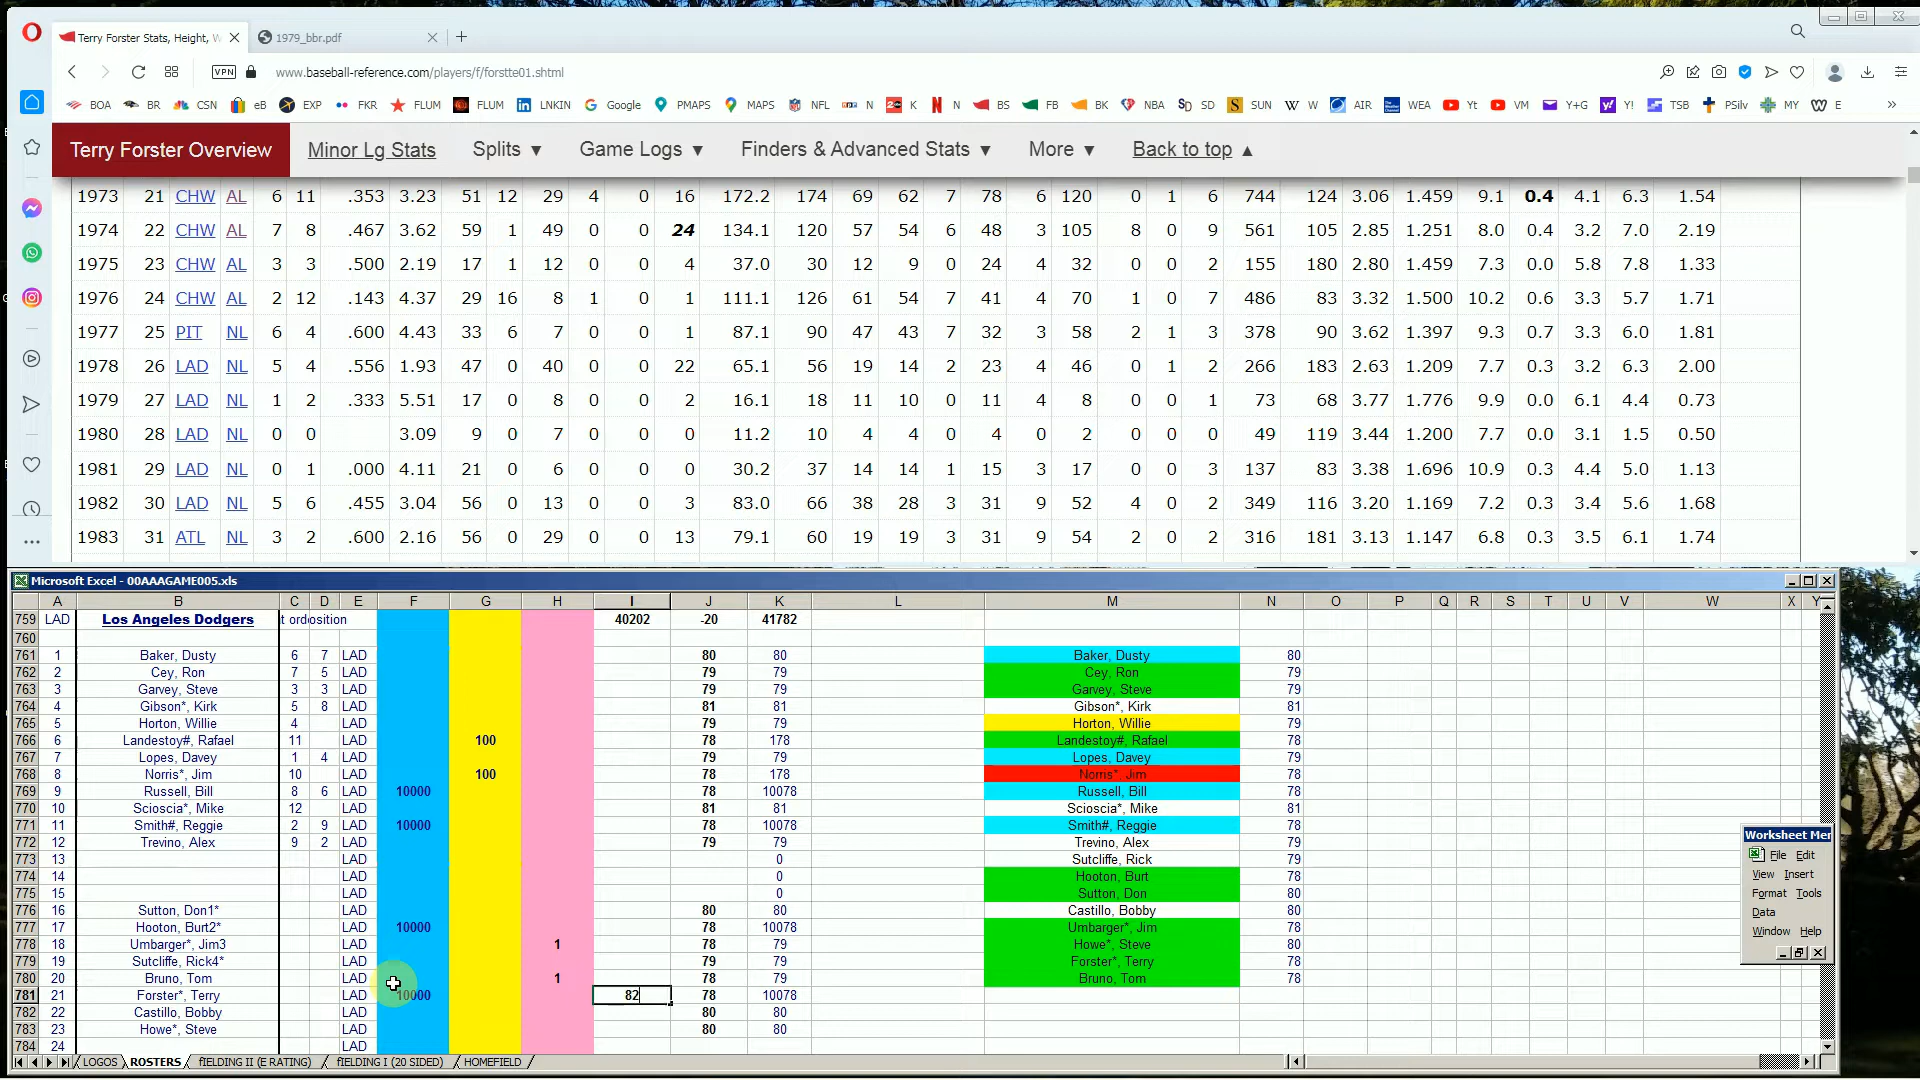 Terry Forster Stats, Height, W
1979_bbr.pdf
VPN www.baseball-reference.com/players/f/forstte01.shtml
BOA BR CSN eB EXP FKR FLUM FLUM LNKIN Google PMAPS MAPS NFL N K N BS FB BK NBA SD SUN W AIR WEA Yt VM Y+G Y! TSB PSilv MY E »
Terry Forster Overview Minor Lg Stats Splits ▼ Game Logs ▼ Finders & Advanced Stats ▼ More ▼ Back to top ▲
1973 21 CHW AL 6 11 .353 3.23 51 12 29 4 0 16 172.2 174 69 62 7 78 6 120 0 1 6 744 124 3.06 1.459 9.1 0.4 4.1 6.3 1.54
1974 22 CHW AL 7 8 .467 3.62 59 1 49 0 0 24 134.1 120 57 54 6 48 3 105 8 0 9 561 105 2.85 1.251 8.0 0.4 3.2 7.0 2.19
1975 23 CHW AL 3 3 .500 2.19 17 1 12 0 0 4 37.0 30 12 9 0 24 4 32 0 0 2 155 180 2.80 1.459 7.3 0.0 5.8 7.8 1.33
1976 24 CHW AL 2 12 .143 4.37 29 16 8 1 0 1 111.1 126 61 54 7 41 4 70 1 0 7 486 83 3.32 1.500 10.2 0.6 3.3 5.7 1.71
1977 25 PIT NL 6 4 .600 4.43 33 6 7 0 0 1 87.1 90 47 43 7 32 3 58 2 1 3 378 90 3.62 1.397 9.3 0.7 3.3 6.0 1.81
1978 26 LAD NL 5 4 .556 1.93 47 0 40 0 0 22 65.1 56 19 14 2 23 4 46 0 1 2 266 183 2.63 1.209 7.7 0.3 3.2 6.3 2.00
1979 27 LAD NL 1 2 .333 5.51 17 0 8 0 0 2 16.1 18 11 10 0 11 4 8 0 0 1 73 68 3.77 1.776 9.9 0.0 6.1 4.4 0.73
1980 28 LAD NL 0 0 3.09 9 0 7 0 0 0 11.2 10 4 4 0 4 0 2 0 0 0 49 119 3.44 1.200 7.7 0.0 3.1 1.5 0.50
1981 29 LAD NL 0 1 .000 4.11 21 0 6 0 0 0 30.2 37 14 14 1 15 3 17 0 0 3 137 83 3.38 1.696 10.9 0.3 4.4 5.0 1.13
1982 30 LAD NL 5 6 .455 3.04 56 0 13 0 0 3 83.0 66 38 28 3 31 9 52 4 0 2 349 116 3.20 1.169 7.2 0.3 3.4 5.6 1.68
1983 31 ATL NL 3 2 .600 2.16 56 0 29 0 0 13 79.1 60 19 19 3 31 9 54 2 0 2 316 181 3.13 1.147 6.8 0.3 3.5 6.1 1.74
Microsoft Excel - 00AAAGAME005.xls
A B C D E F G H I J K L M N O P Q R S T U V W X Y
759 LAD Los Angeles Dodgers t ordosition 40202 -20 41782
760
761 1 Baker, Dusty 6 7 LAD 80 80 Baker, Dusty 80
762 2 Cey, Ron 7 5 LAD 79 79 Cey, Ron 79
763 3 Garvey, Steve 3 3 LAD 79 79 Garvey, Steve 79
764 4 Gibson*, Kirk 5 8 LAD 81 81 Gibson*, Kirk 81
765 5 Horton, Willie 4 LAD 79 79 Horton, Willie 79
766 6 Landestoy#, Rafael 11 LAD 100 78 178 Landestoy#, Rafael 78
767 7 Lopes, Davey 1 4 LAD 79 79 Lopes, Davey 79
768 8 Norris*, Jim 10 LAD 100 78 178 Norris*, Jim 78
769 9 Russell, Bill 8 6 LAD 10000 78 10078 Russell, Bill 78
770 10 Scioscia*, Mike 12 LAD 81 81 Scioscia*, Mike 81
771 11 Smith#, Reggie 2 9 LAD 10000 78 10078 Smith#, Reggie 78
772 12 Trevino, Alex 9 2 LAD 79 79 Trevino, Alex 79
773 13 LAD 0 Sutcliffe, Rick 79
774 14 LAD 0 Hooton, Burt 78
775 15 LAD 0 Sutton, Don 80
776 16 Sutton, Don1* LAD 80 80 Castillo, Bobby 80
777 17 Hooton, Burt2* LAD 10000 78 10078 Umbarger*, Jim 78
778 18 Umbarger*, Jim3 LAD 1 78 79 Howe*, Steve 80
779 19 Sutcliffe, Rick4* LAD 79 79 Forster*, Terry 78
780 20 Bruno, Tom LAD 1 78 79 Bruno, Tom 78
781 21 Forster*, Terry LAD 10000 82 78 10078
782 22 Castillo, Bobby LAD 80 80
783 23 Howe*, Steve LAD 80 80
784 24 LAD
LOGOS ROSTERS fIELDING II (E RATING) fIELDING I (20 SIDED) HOMEFIELD
Worksheet Mer
File Edit
View Insert
Format Tools
Data
Window Help